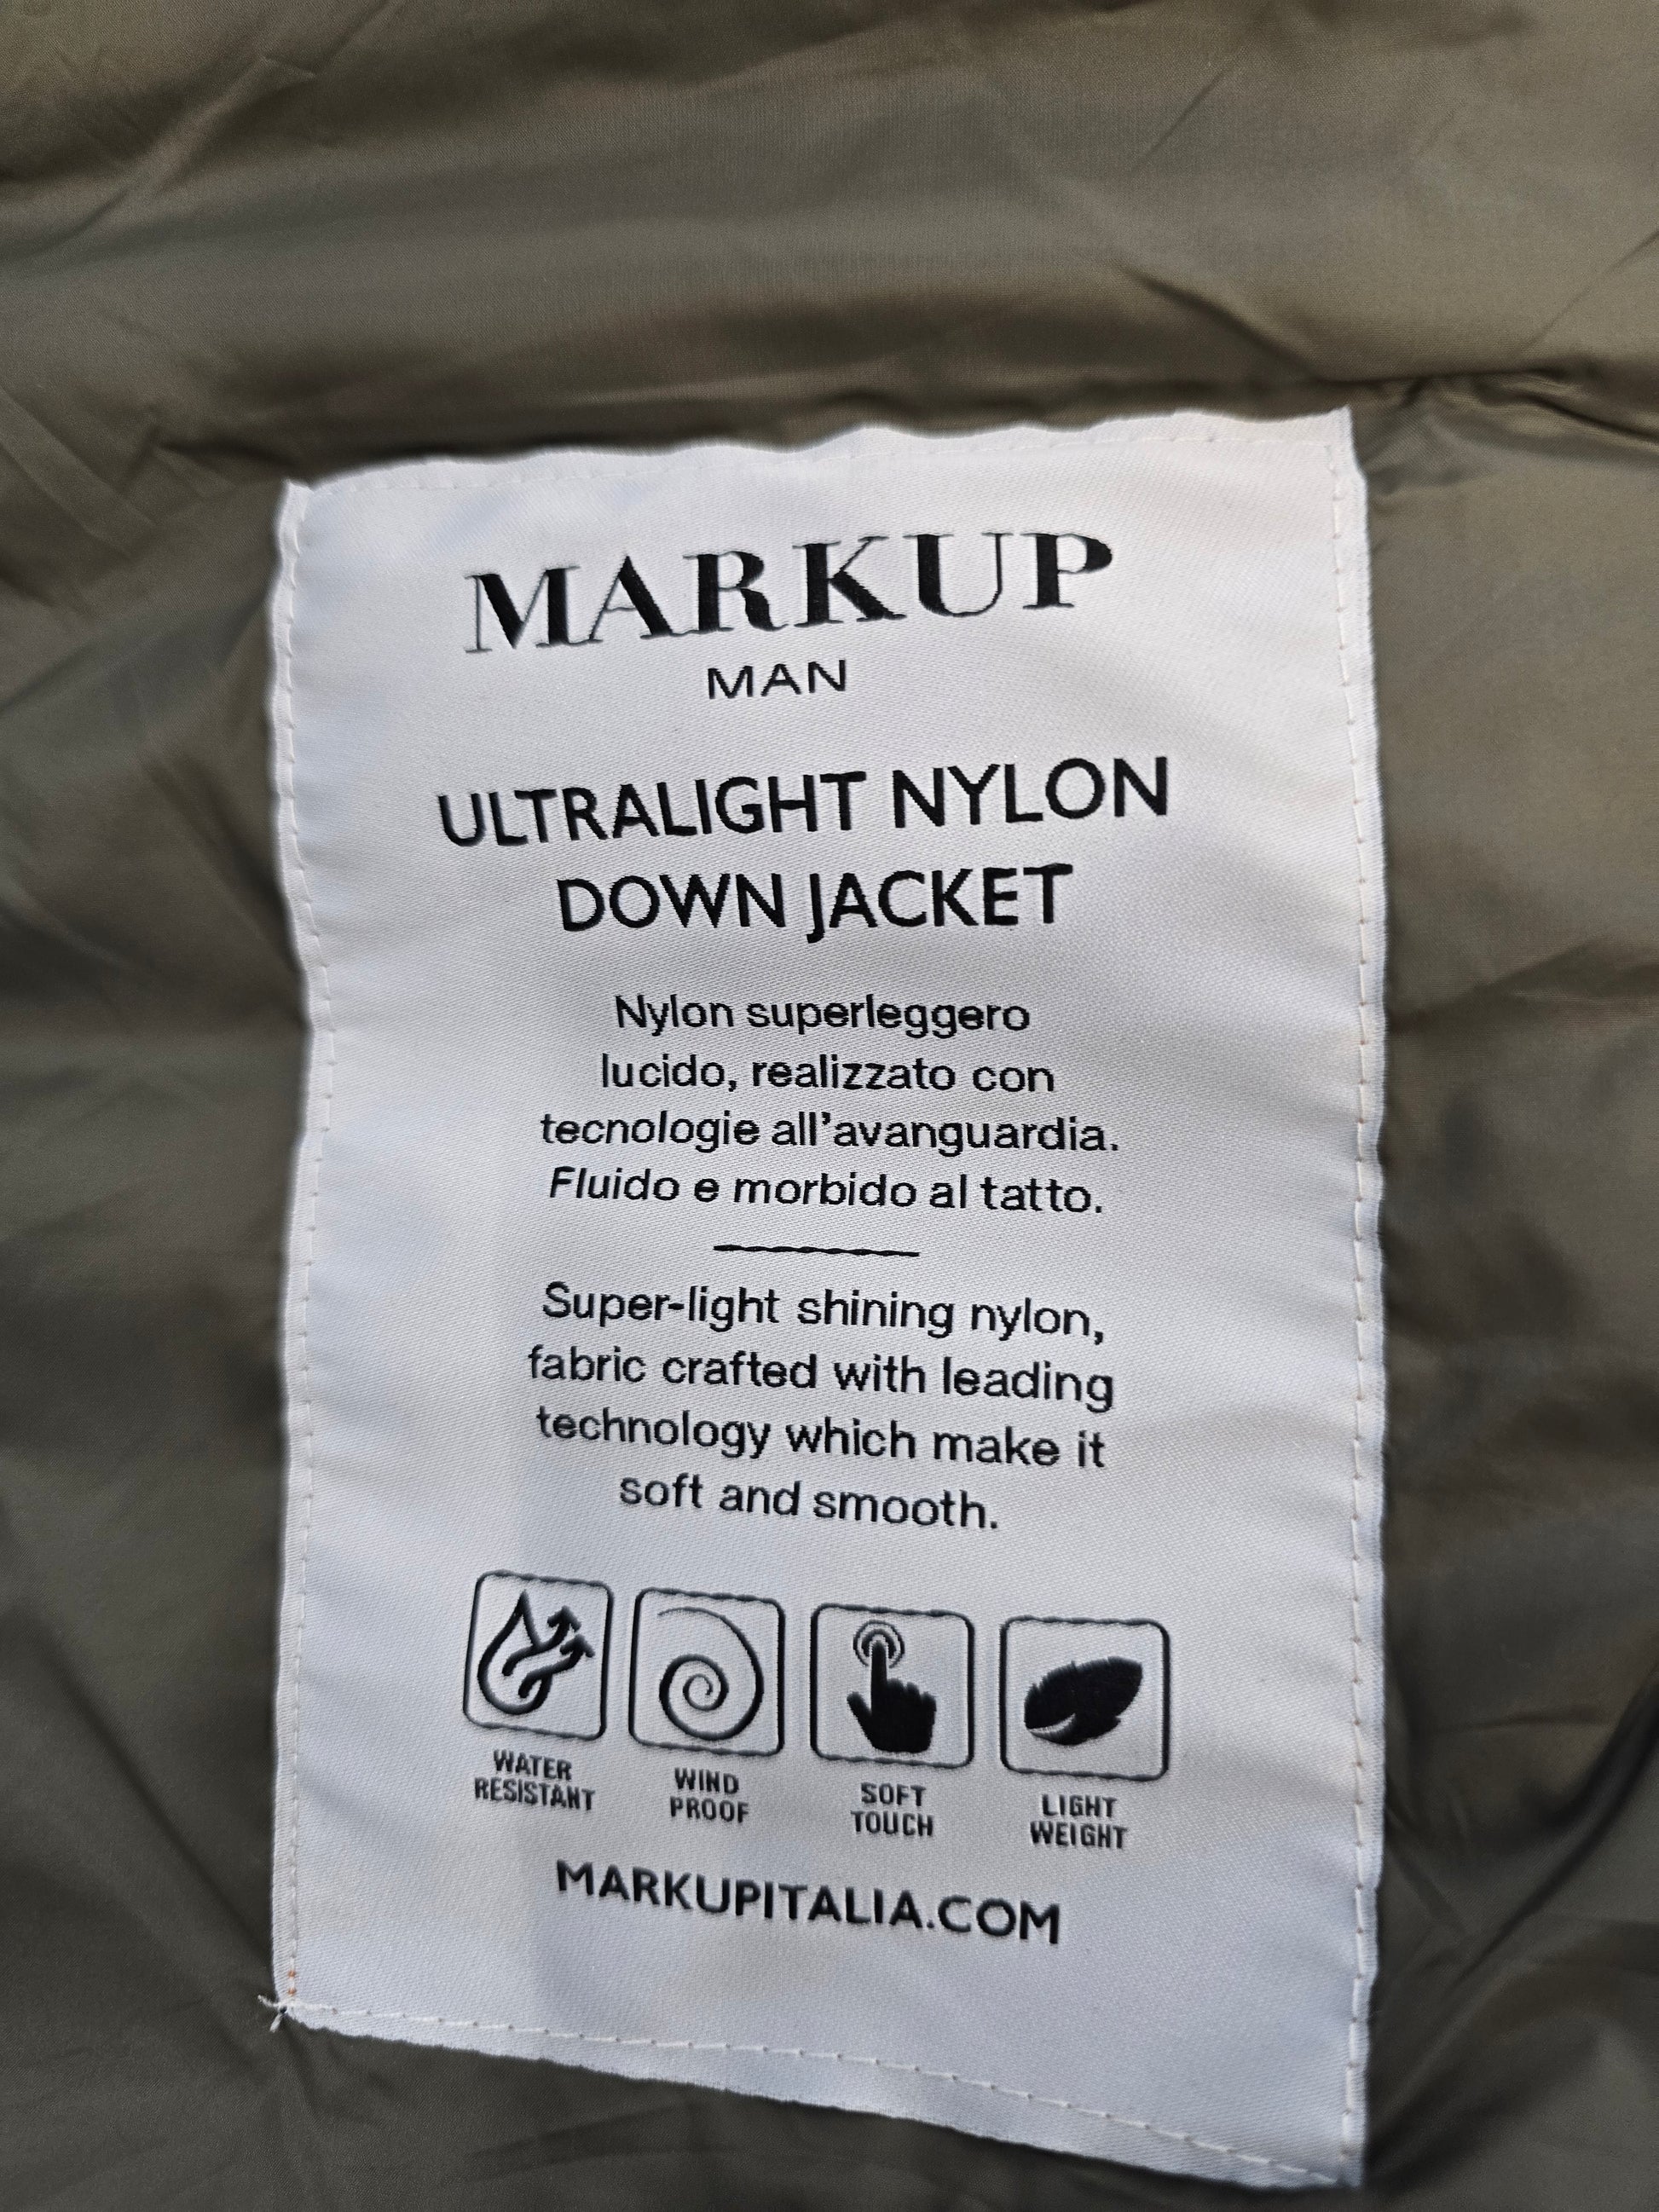 MARKUP
MAN
ULTRALIGHT NYLON
DOWN JACKET
Nylon superleggero
lucido, realizzato con
tecnologie all'avanguardia.
Fluido e morbido al tatto.
Super-light shining nylon,
fabric crafted with leading
technology which make it
soft and smooth.
WATER
RESISTANT
WIND
PROOF
SOFT
TOUCH
LIGHT
WEIGHT
MARKUPITALIA.COM